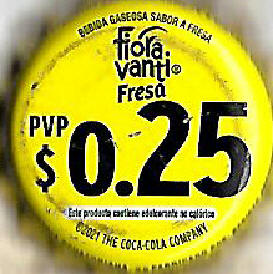 BEBIDA GASEOSA SABOR A FRESA
fiora
vanti®
Fresa
PVP
$ 0.25
Este producto contiene edulcorante no calórico
©2021 THE COCA-COLA COMPANY